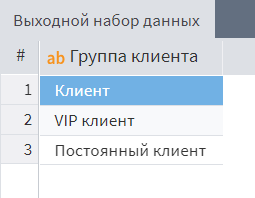 Выходной набор данных
# ab Группа клиента
1 Клиент
2 VIP клиент
3 Постоянный клиент